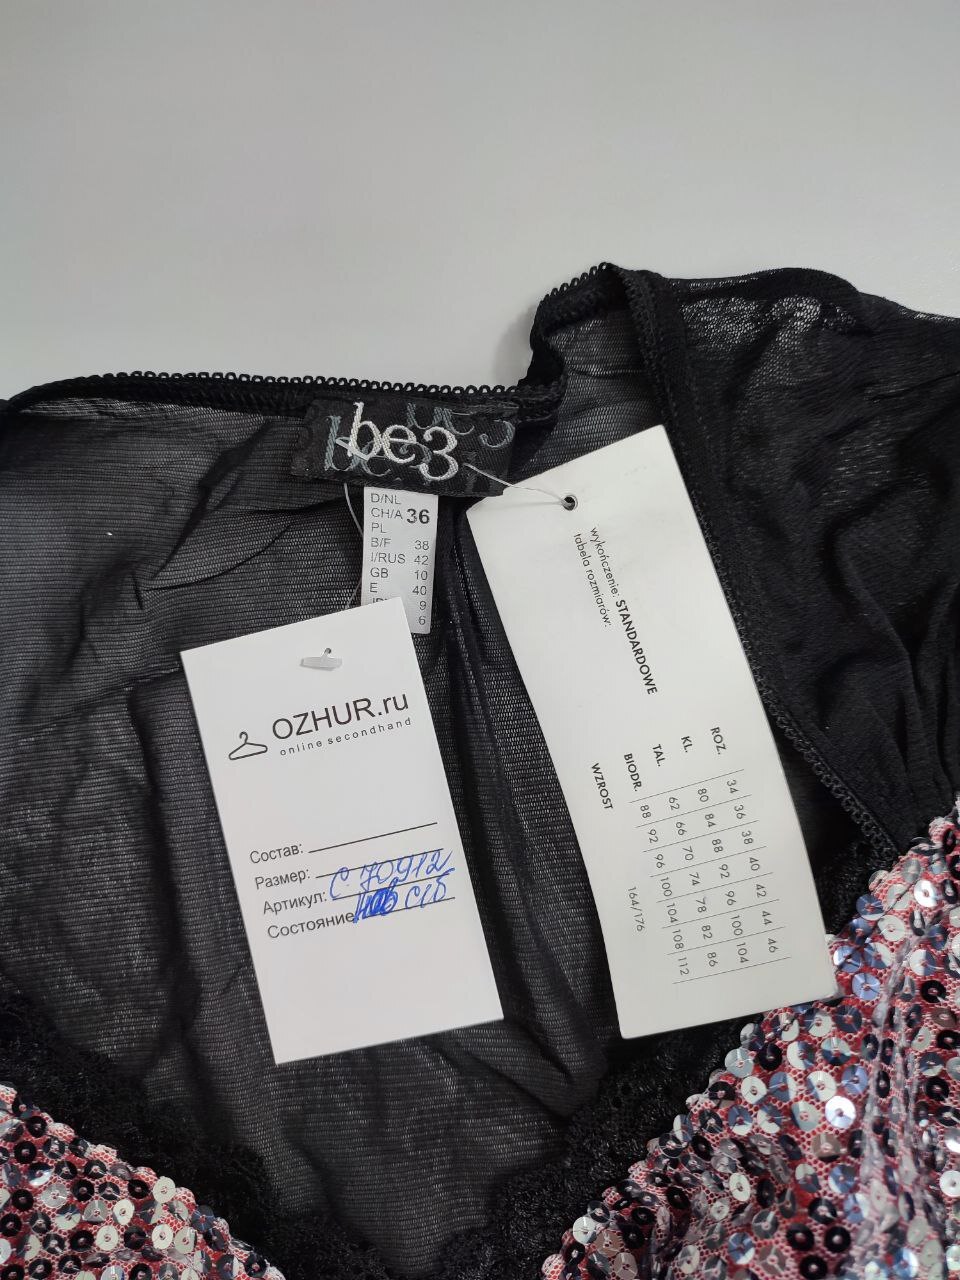 be3
D/NL
CH/A 36
PL
B/F 38
I/RUS 42
GB 10
E 40
9
6
OZHUR.ru
online secondhand
Состав:
Размер:
Артикул: С 70912
Состояние С/б
wykończenie: STANDARDOWE
tabela rozmiarów:
ROZ. 34 36 38 40 42 44 46
KL. 80 84 88 92 96 100 104
TAL. 62 66 70 74 78 82 86
BIODR. 88 92 96 100 104 108 112
WZROST 164/176